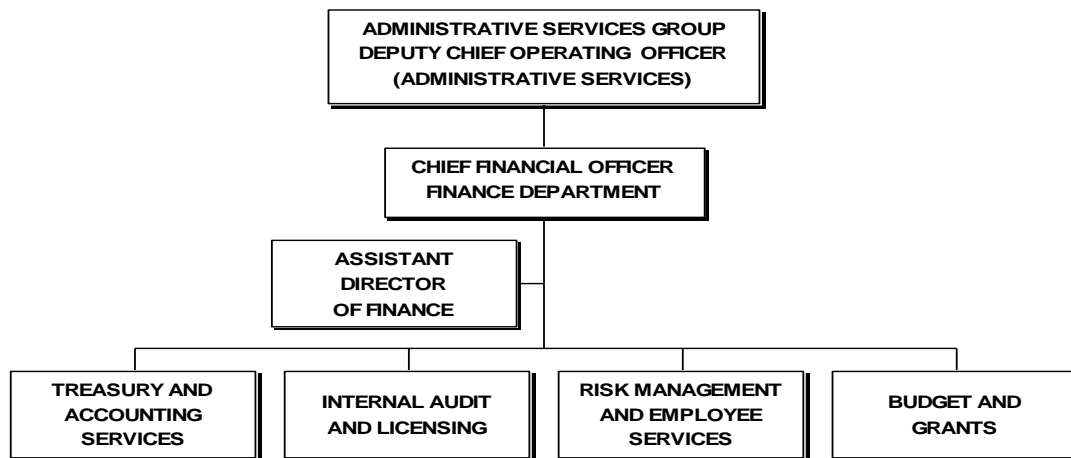 ADMINISTRATIVE SERVICES GROUP
DEPUTY CHIEF OPERATING OFFICER
(ADMINISTRATIVE SERVICES)
CHIEF FINANCIAL OFFICER
FINANCE DEPARTMENT
ASSISTANT
DIRECTOR
OF FINANCE
TREASURY AND
ACCOUNTING
SERVICES
INTERNAL AUDIT
AND LICENSING
RISK MANAGEMENT
AND EMPLOYEE
SERVICES
BUDGET AND
GRANTS